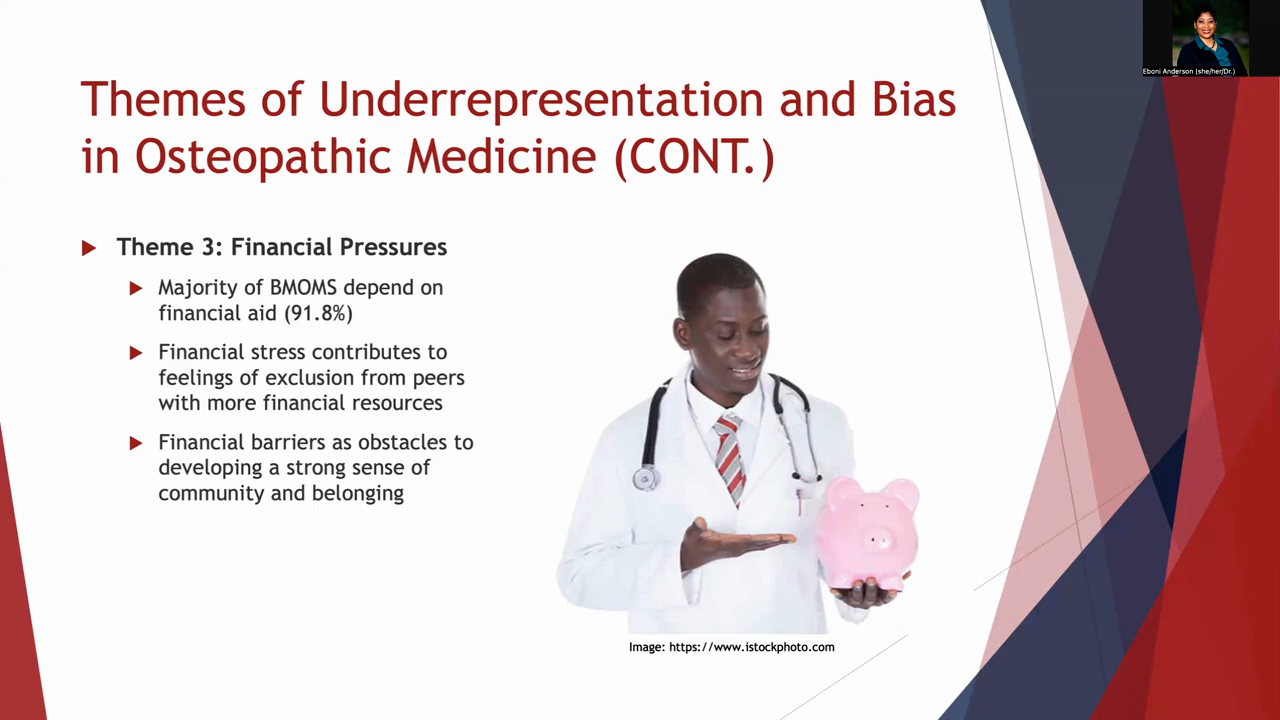 Eboni Anderson (she/her/Dr.)
Themes of Underrepresentation and Bias
in Osteopathic Medicine (CONT.)
Theme 3: Financial Pressures
Majority of BMOMS depend on
financial aid (91.8%)
Financial stress contributes to
feelings of exclusion from peers
with more financial resources
Financial barriers as obstacles to
developing a strong sense of
community and belonging
Image: https://www.istockphoto.com